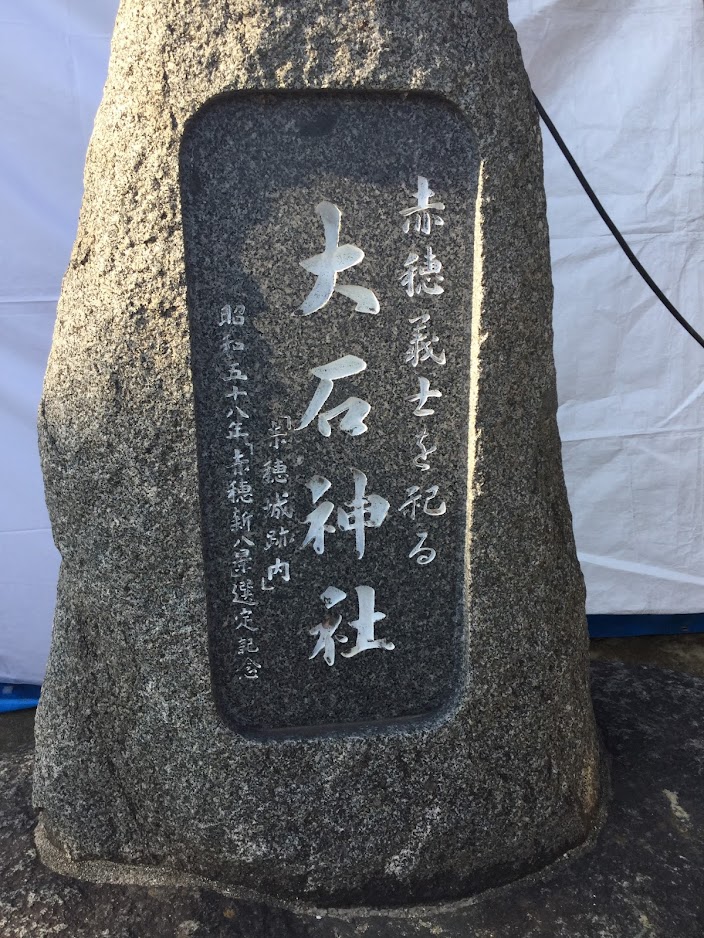 赤穂義士を祀る
大石神社
「赤穂城跡内」
昭和五十八年「赤穂新八景」選定記念